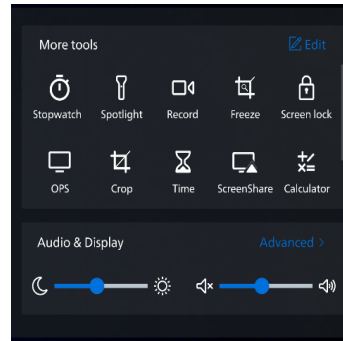 More tools
Edit
Stopwatch Spotlight Record Freeze Screen lock
OPS Crop Time ScreenShare Calculator
Audio & Display
Advanced >